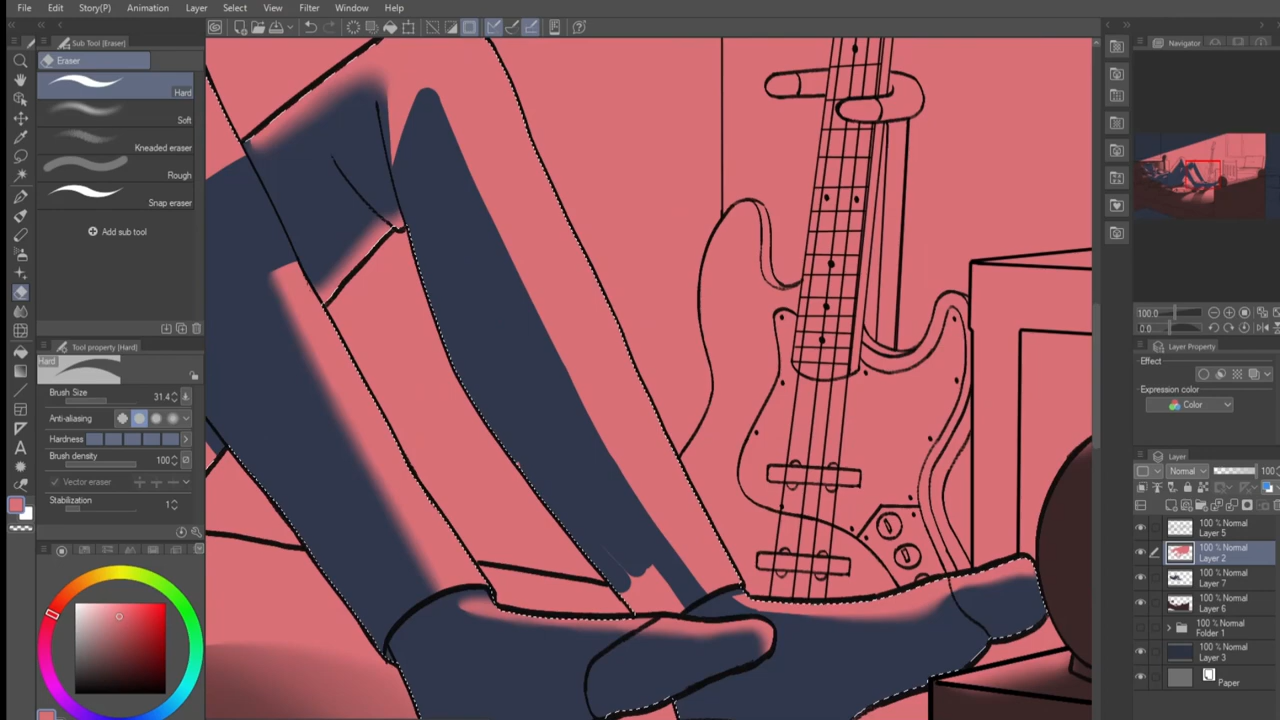 File Edit Story(P) Animation Layer Select View Filter Window Help
Sub Tool [Eraser]
Navigator
Eraser
Hard
Soft
Kneaded eraser
Rough
Snap eraser
Add sub tool
Tool property [Hard]
Hard
Brush Size 31.4
Anti-aliasing
Hardness
Brush density 100
Vector eraser
Stabilization 1
100.0
0.0
Layer Property
Effect
Expression color
Color
Layer
Normal 100
100 % Normal
Layer 5
100 % Normal
Layer 2
100 % Normal
Layer 7
100 % Normal
Layer 6
100 % Normal
Folder 1
100 % Normal
Layer 3
Paper